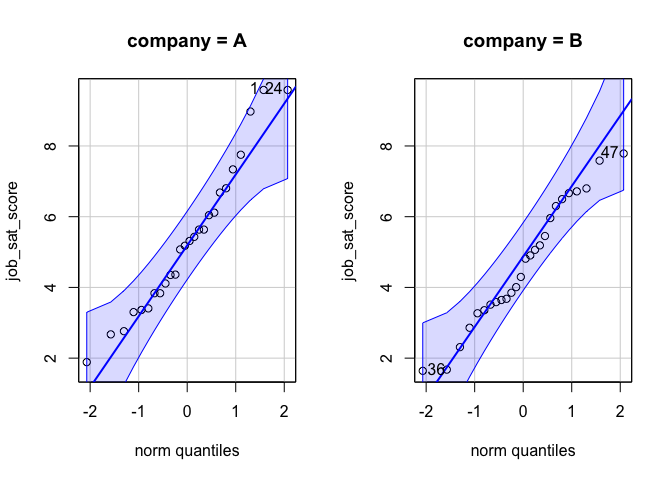 company = A
company = B
1 24
8
6
4
2
job_sat_score
-2 -1 0 1 2
norm quantiles
47
36
8
6
4
2
job_sat_score
-2 -1 0 1 2
norm quantiles